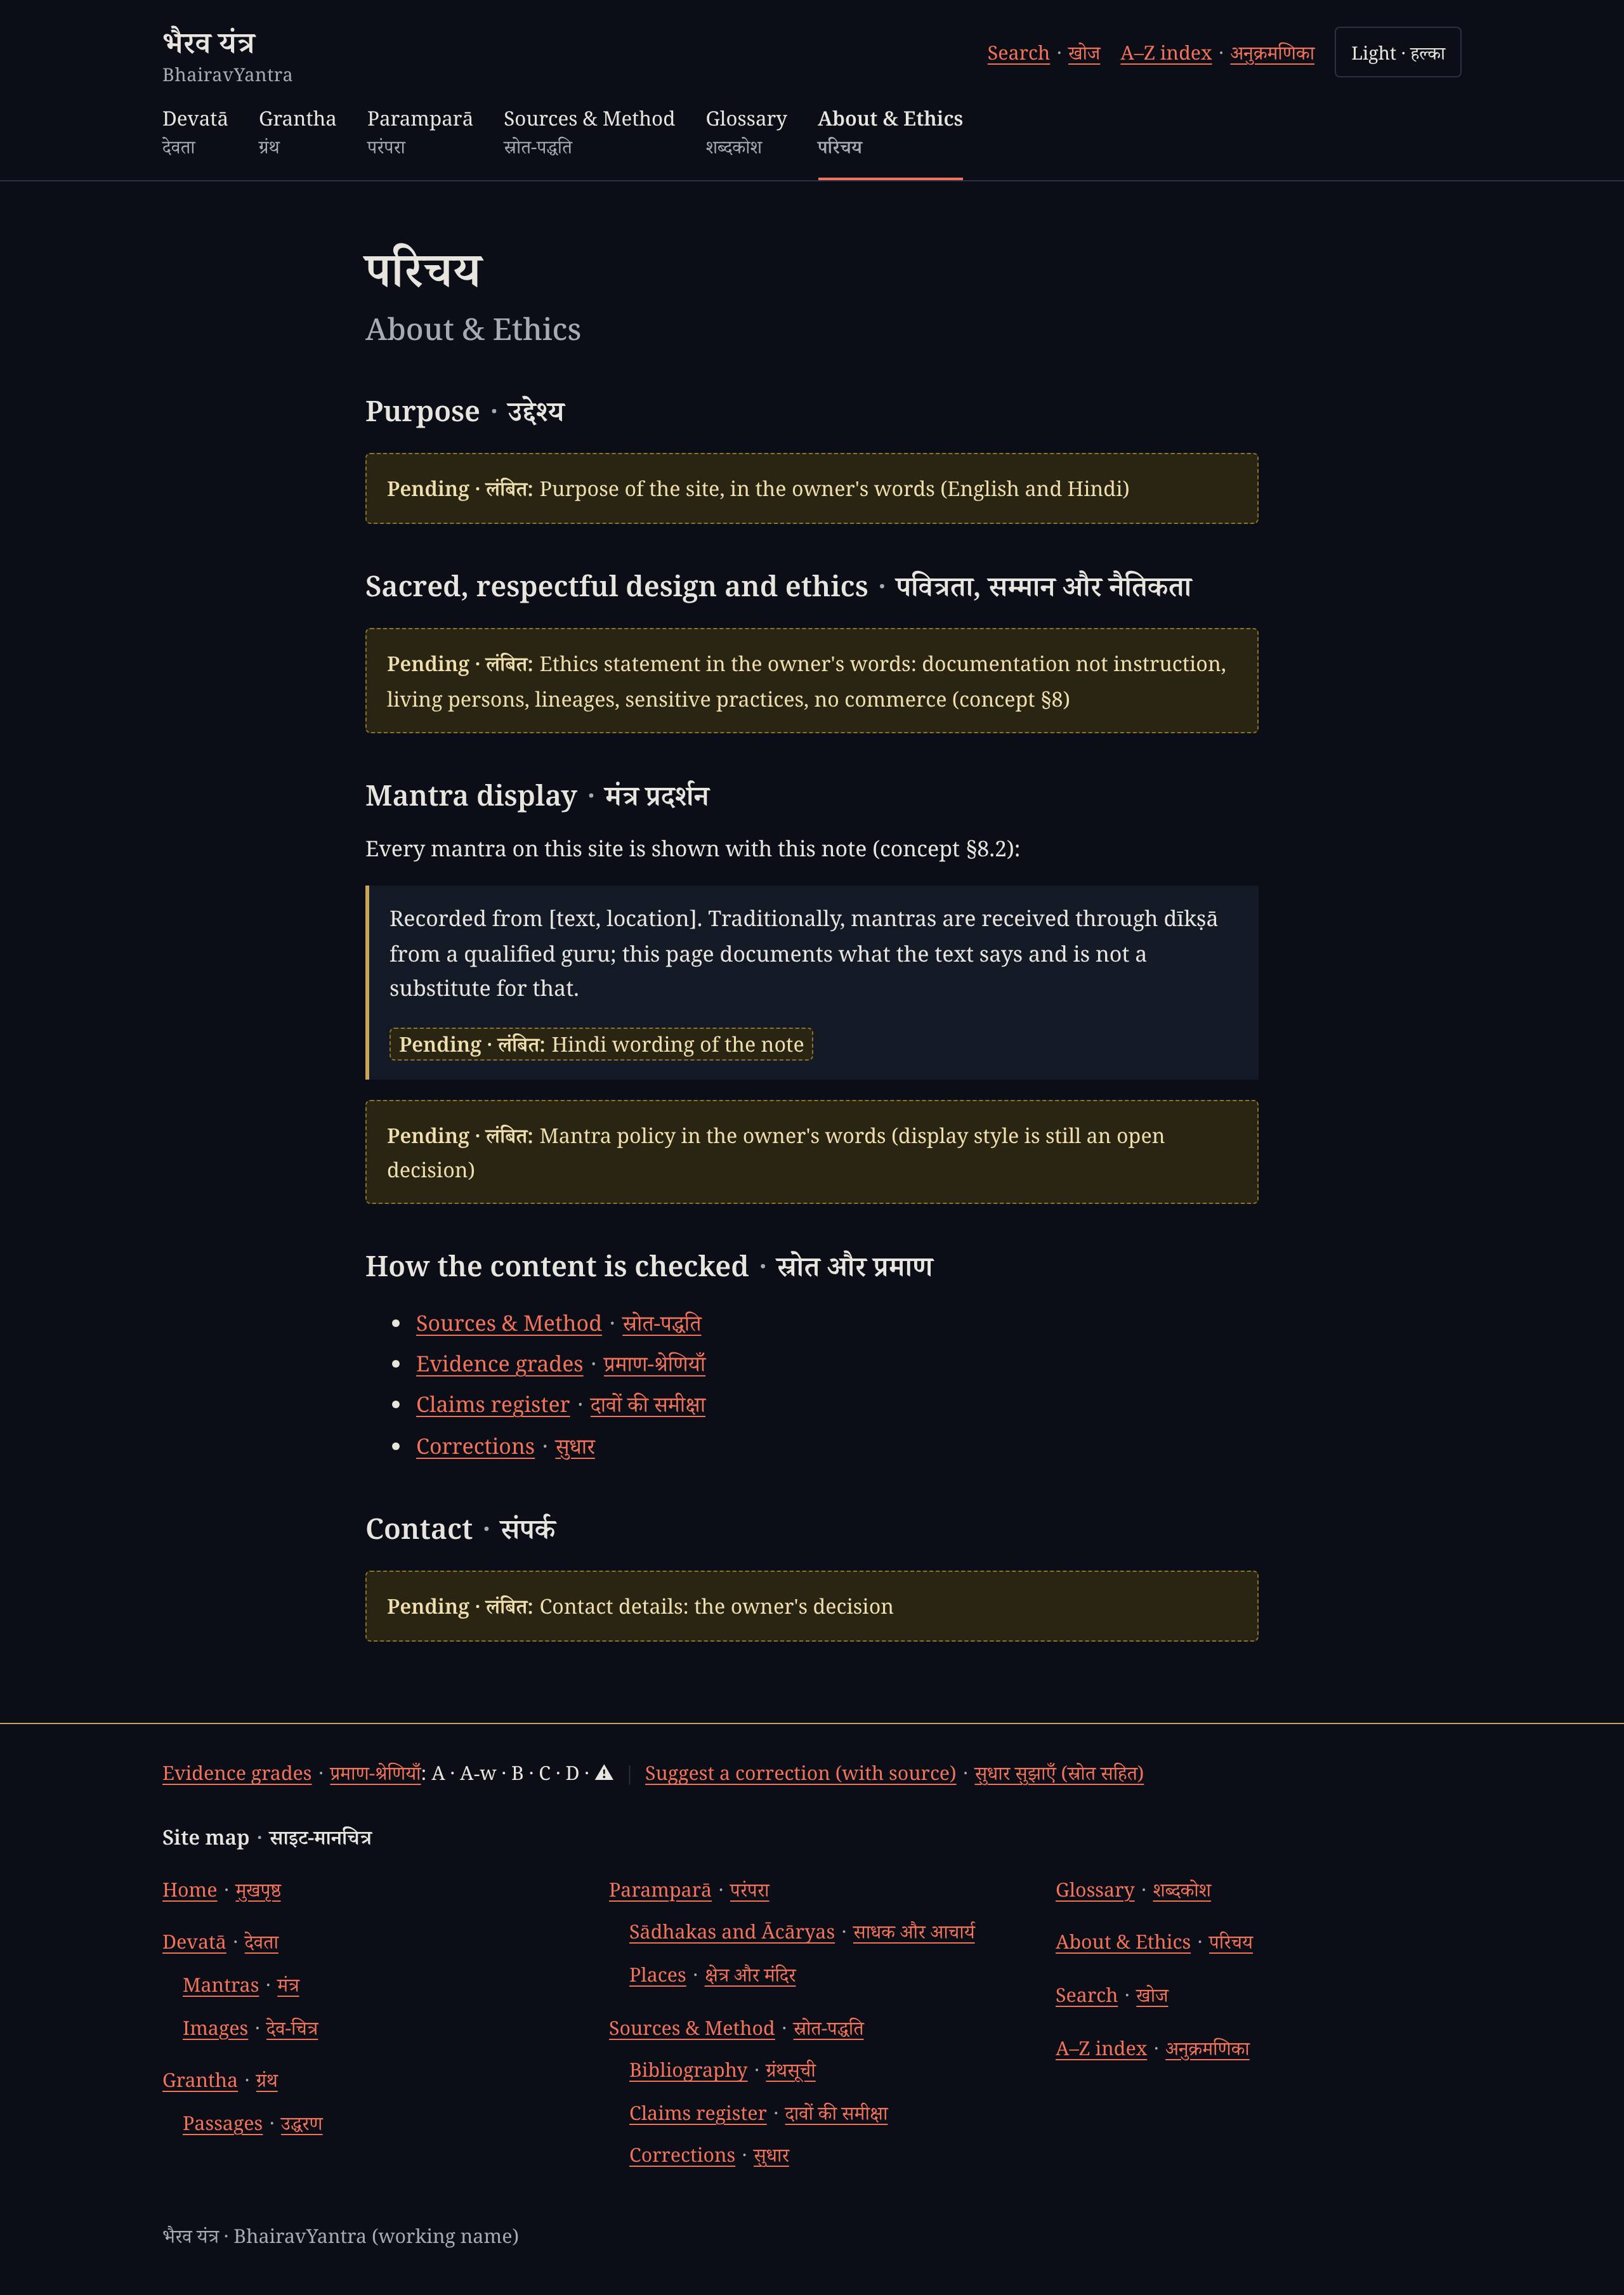 भैरव यंत्र
BhairavYantra
Search · खोज A–Z index · अनुक्रमणिका Light · हल्का
Devatā Grantha Paramparā Sources & Method Glossary About & Ethics
देवता ग्रंथ परंपरा स्रोत-पद्धति शब्दकोश परिचय
परिचय
About & Ethics
Purpose · उद्देश्य
Pending · लंबित: Purpose of the site, in the owner's words (English and Hindi)
Sacred, respectful design and ethics · पवित्रता, सम्मान और नैतिकता
Pending · लंबित: Ethics statement in the owner's words: documentation not instruction,
living persons, lineages, sensitive practices, no commerce (concept §8)
Mantra display · मंत्र प्रदर्शन
Every mantra on this site is shown with this note (concept §8.2):
Recorded from [text, location]. Traditionally, mantras are received through dīkṣā
from a qualified guru; this page documents what the text says and is not a
substitute for that.
Pending · लंबित: Hindi wording of the note
Pending · लंबित: Mantra policy in the owner's words (display style is still an open
decision)
How the content is checked · स्रोत और प्रमाण
• Sources & Method · स्रोत-पद्धति
• Evidence grades · प्रमाण-श्रेणियाँ
• Claims register · दावों की समीक्षा
• Corrections · सुधार
Contact · संपर्क
Pending · लंबित: Contact details: the owner's decision
Evidence grades · प्रमाण-श्रेणियाँ: A · A-w · B · C · D · ⚠ | Suggest a correction (with source) · सुधार सुझाएँ (स्रोत सहित)
Site map · साइट-मानचित्र
Home · मुखपृष्ठ
Devatā · देवता
Mantras · मंत्र
Images · देव-चित्र
Grantha · ग्रंथ
Passages · उद्धरण
Paramparā · परंपरा
Sādhakas and Ācāryas · साधक और आचार्य
Places · क्षेत्र और मंदिर
Sources & Method · स्रोत-पद्धति
Bibliography · ग्रंथसूची
Claims register · दावों की समीक्षा
Corrections · सुधार
Glossary · शब्दकोश
About & Ethics · परिचय
Search · खोज
A–Z index · अनुक्रमणिका
भैरव यंत्र · BhairavYantra (working name)